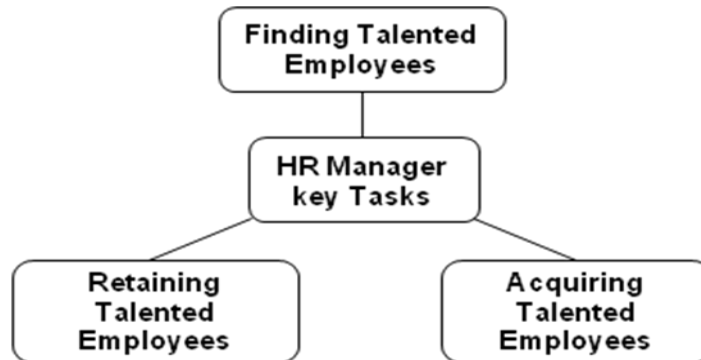 Finding Talented
Employees
HR Manager
key Tasks
Retaining
Talented
Employees
Acquiring
Talented
Employees